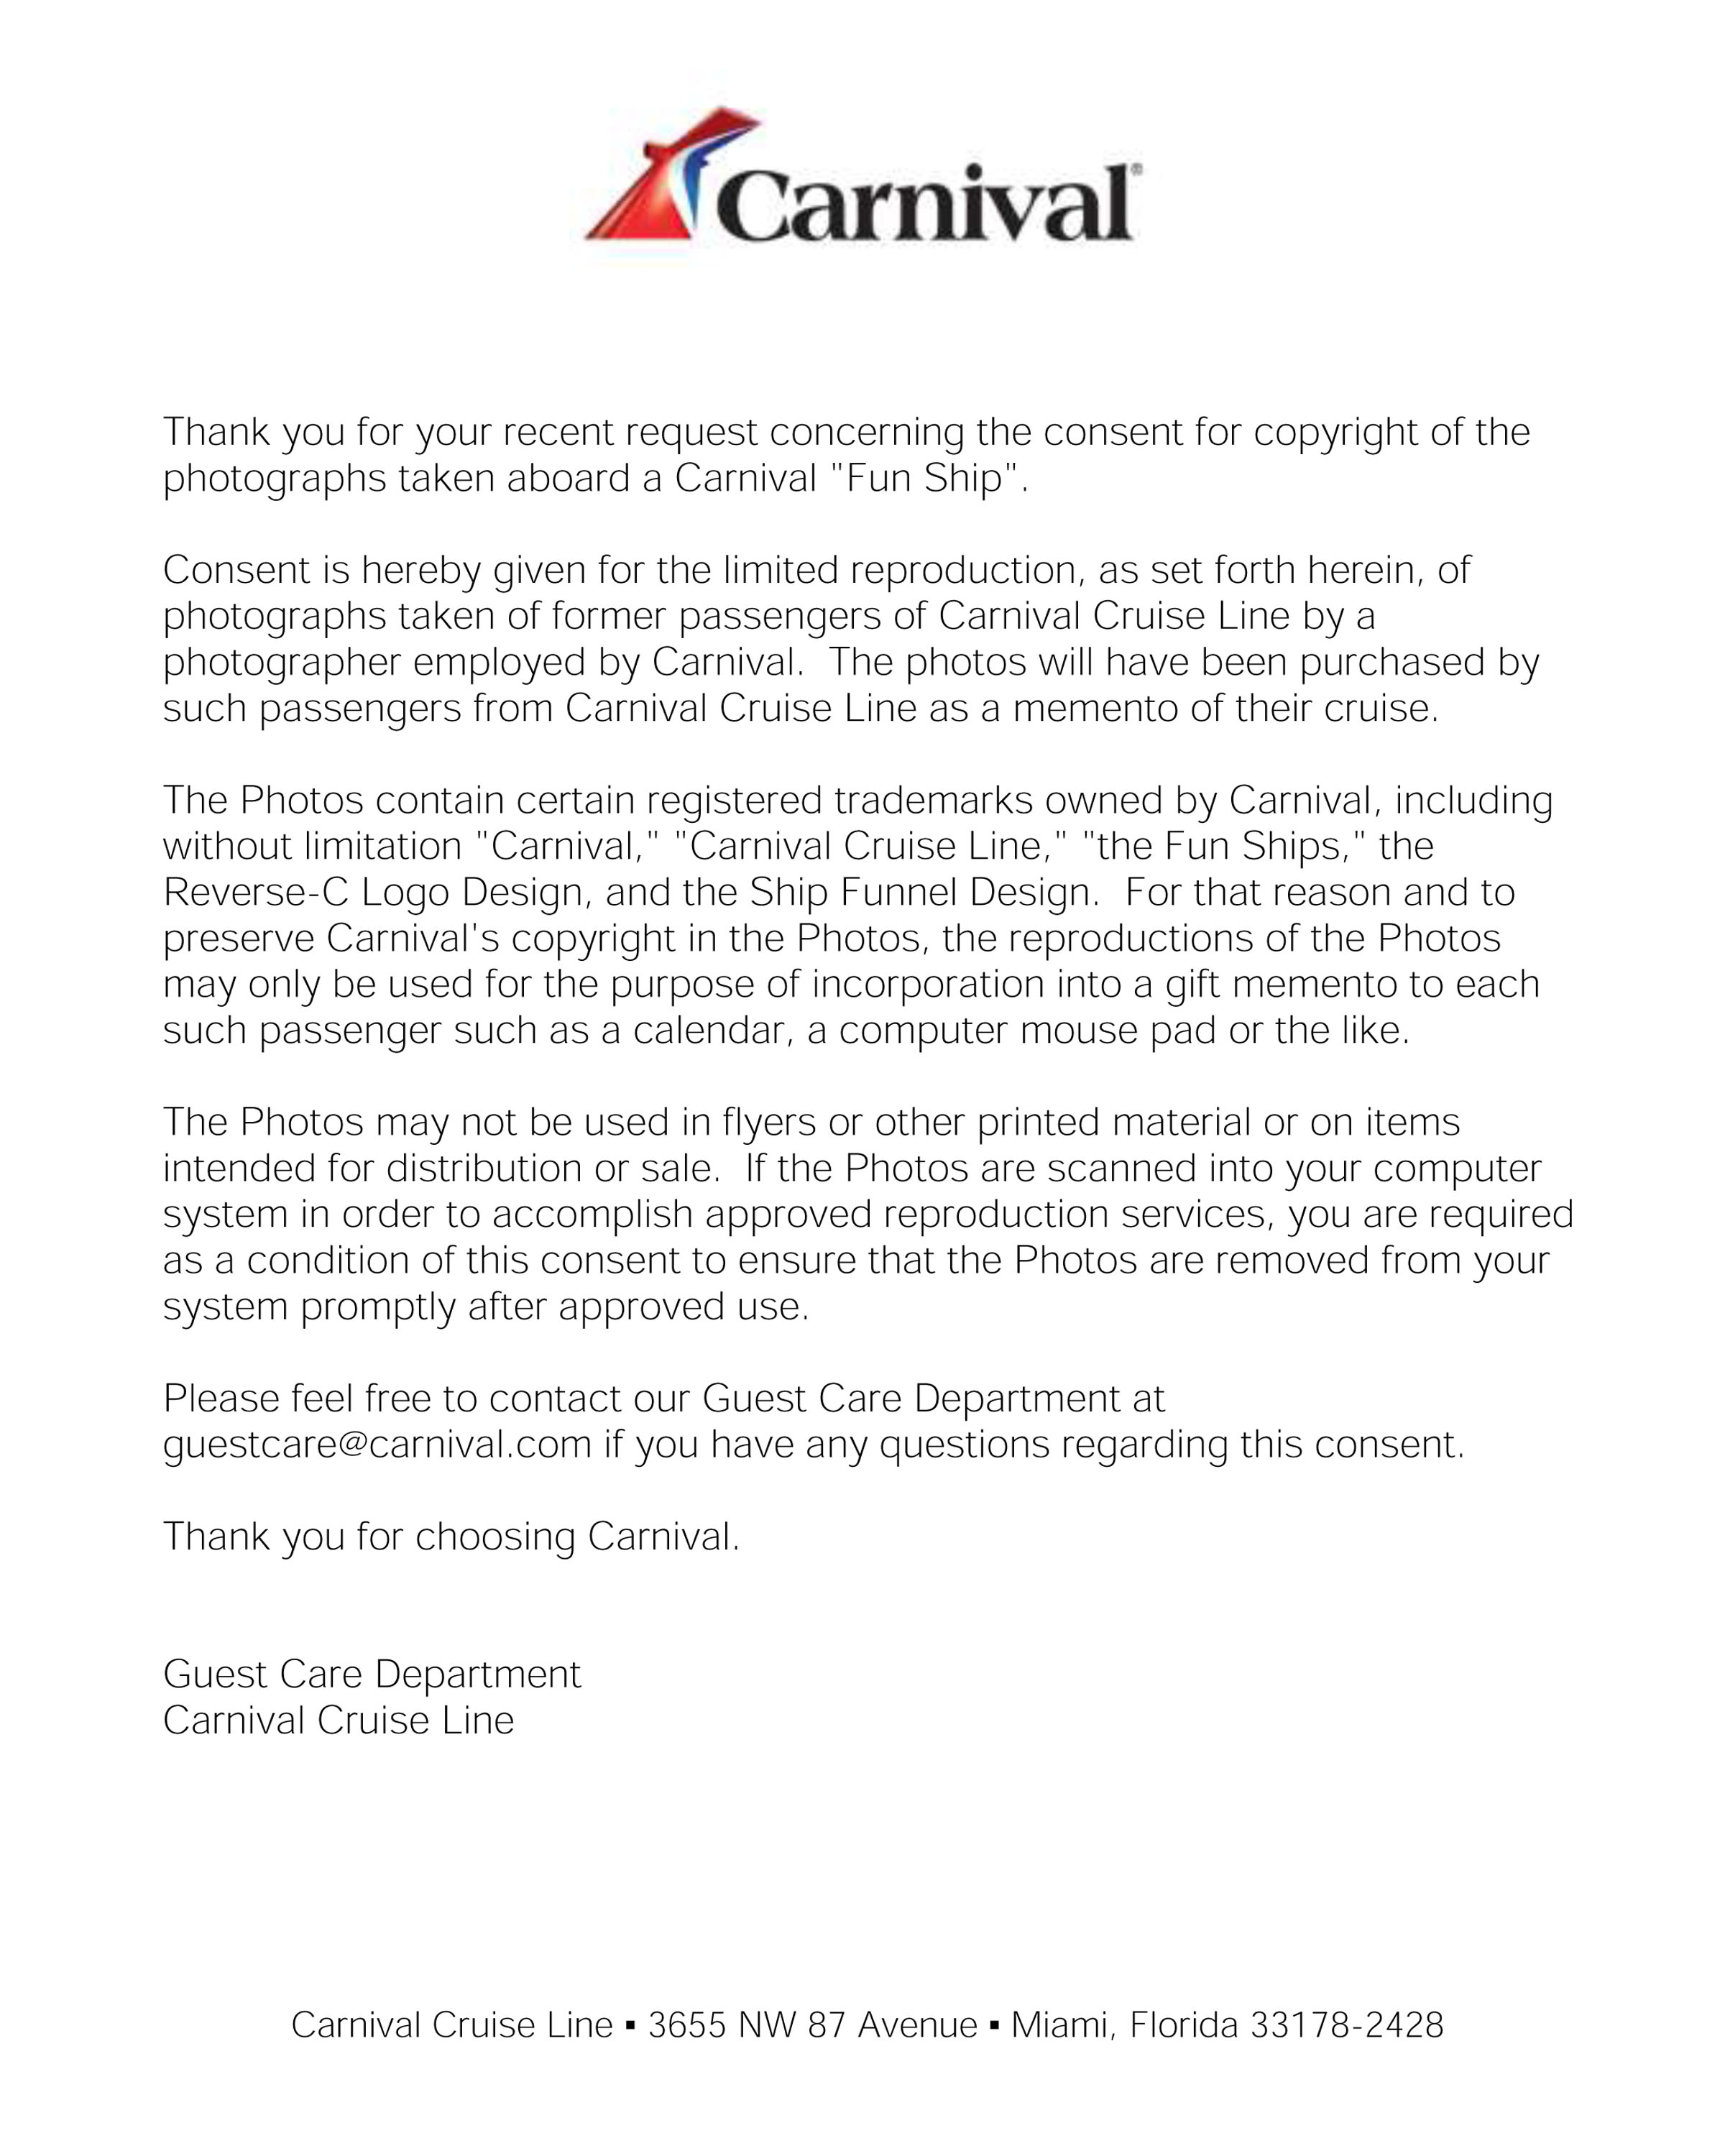 Carnival®
Thank you for your recent request concerning the consent for copyright of the
photographs taken aboard a Carnival "Fun Ship".
Consent is hereby given for the limited reproduction, as set forth herein, of
photographs taken of former passengers of Carnival Cruise Line by a
photographer employed by Carnival.  The photos will have been purchased by
such passengers from Carnival Cruise Line as a memento of their cruise.
The Photos contain certain registered trademarks owned by Carnival, including
without limitation "Carnival," "Carnival Cruise Line," "the Fun Ships," the
Reverse-C Logo Design, and the Ship Funnel Design.  For that reason and to
preserve Carnival's copyright in the Photos, the reproductions of the Photos
may only be used for the purpose of incorporation into a gift memento to each
such passenger such as a calendar, a computer mouse pad or the like.
The Photos may not be used in flyers or other printed material or on items
intended for distribution or sale.  If the Photos are scanned into your computer
system in order to accomplish approved reproduction services, you are required
as a condition of this consent to ensure that the Photos are removed from your
system promptly after approved use.
Please feel free to contact our Guest Care Department at
guestcare@carnival.com if you have any questions regarding this consent.
Thank you for choosing Carnival.
Guest Care Department
Carnival Cruise Line
Carnival Cruise Line ▪ 3655 NW 87 Avenue ▪ Miami, Florida 33178-2428